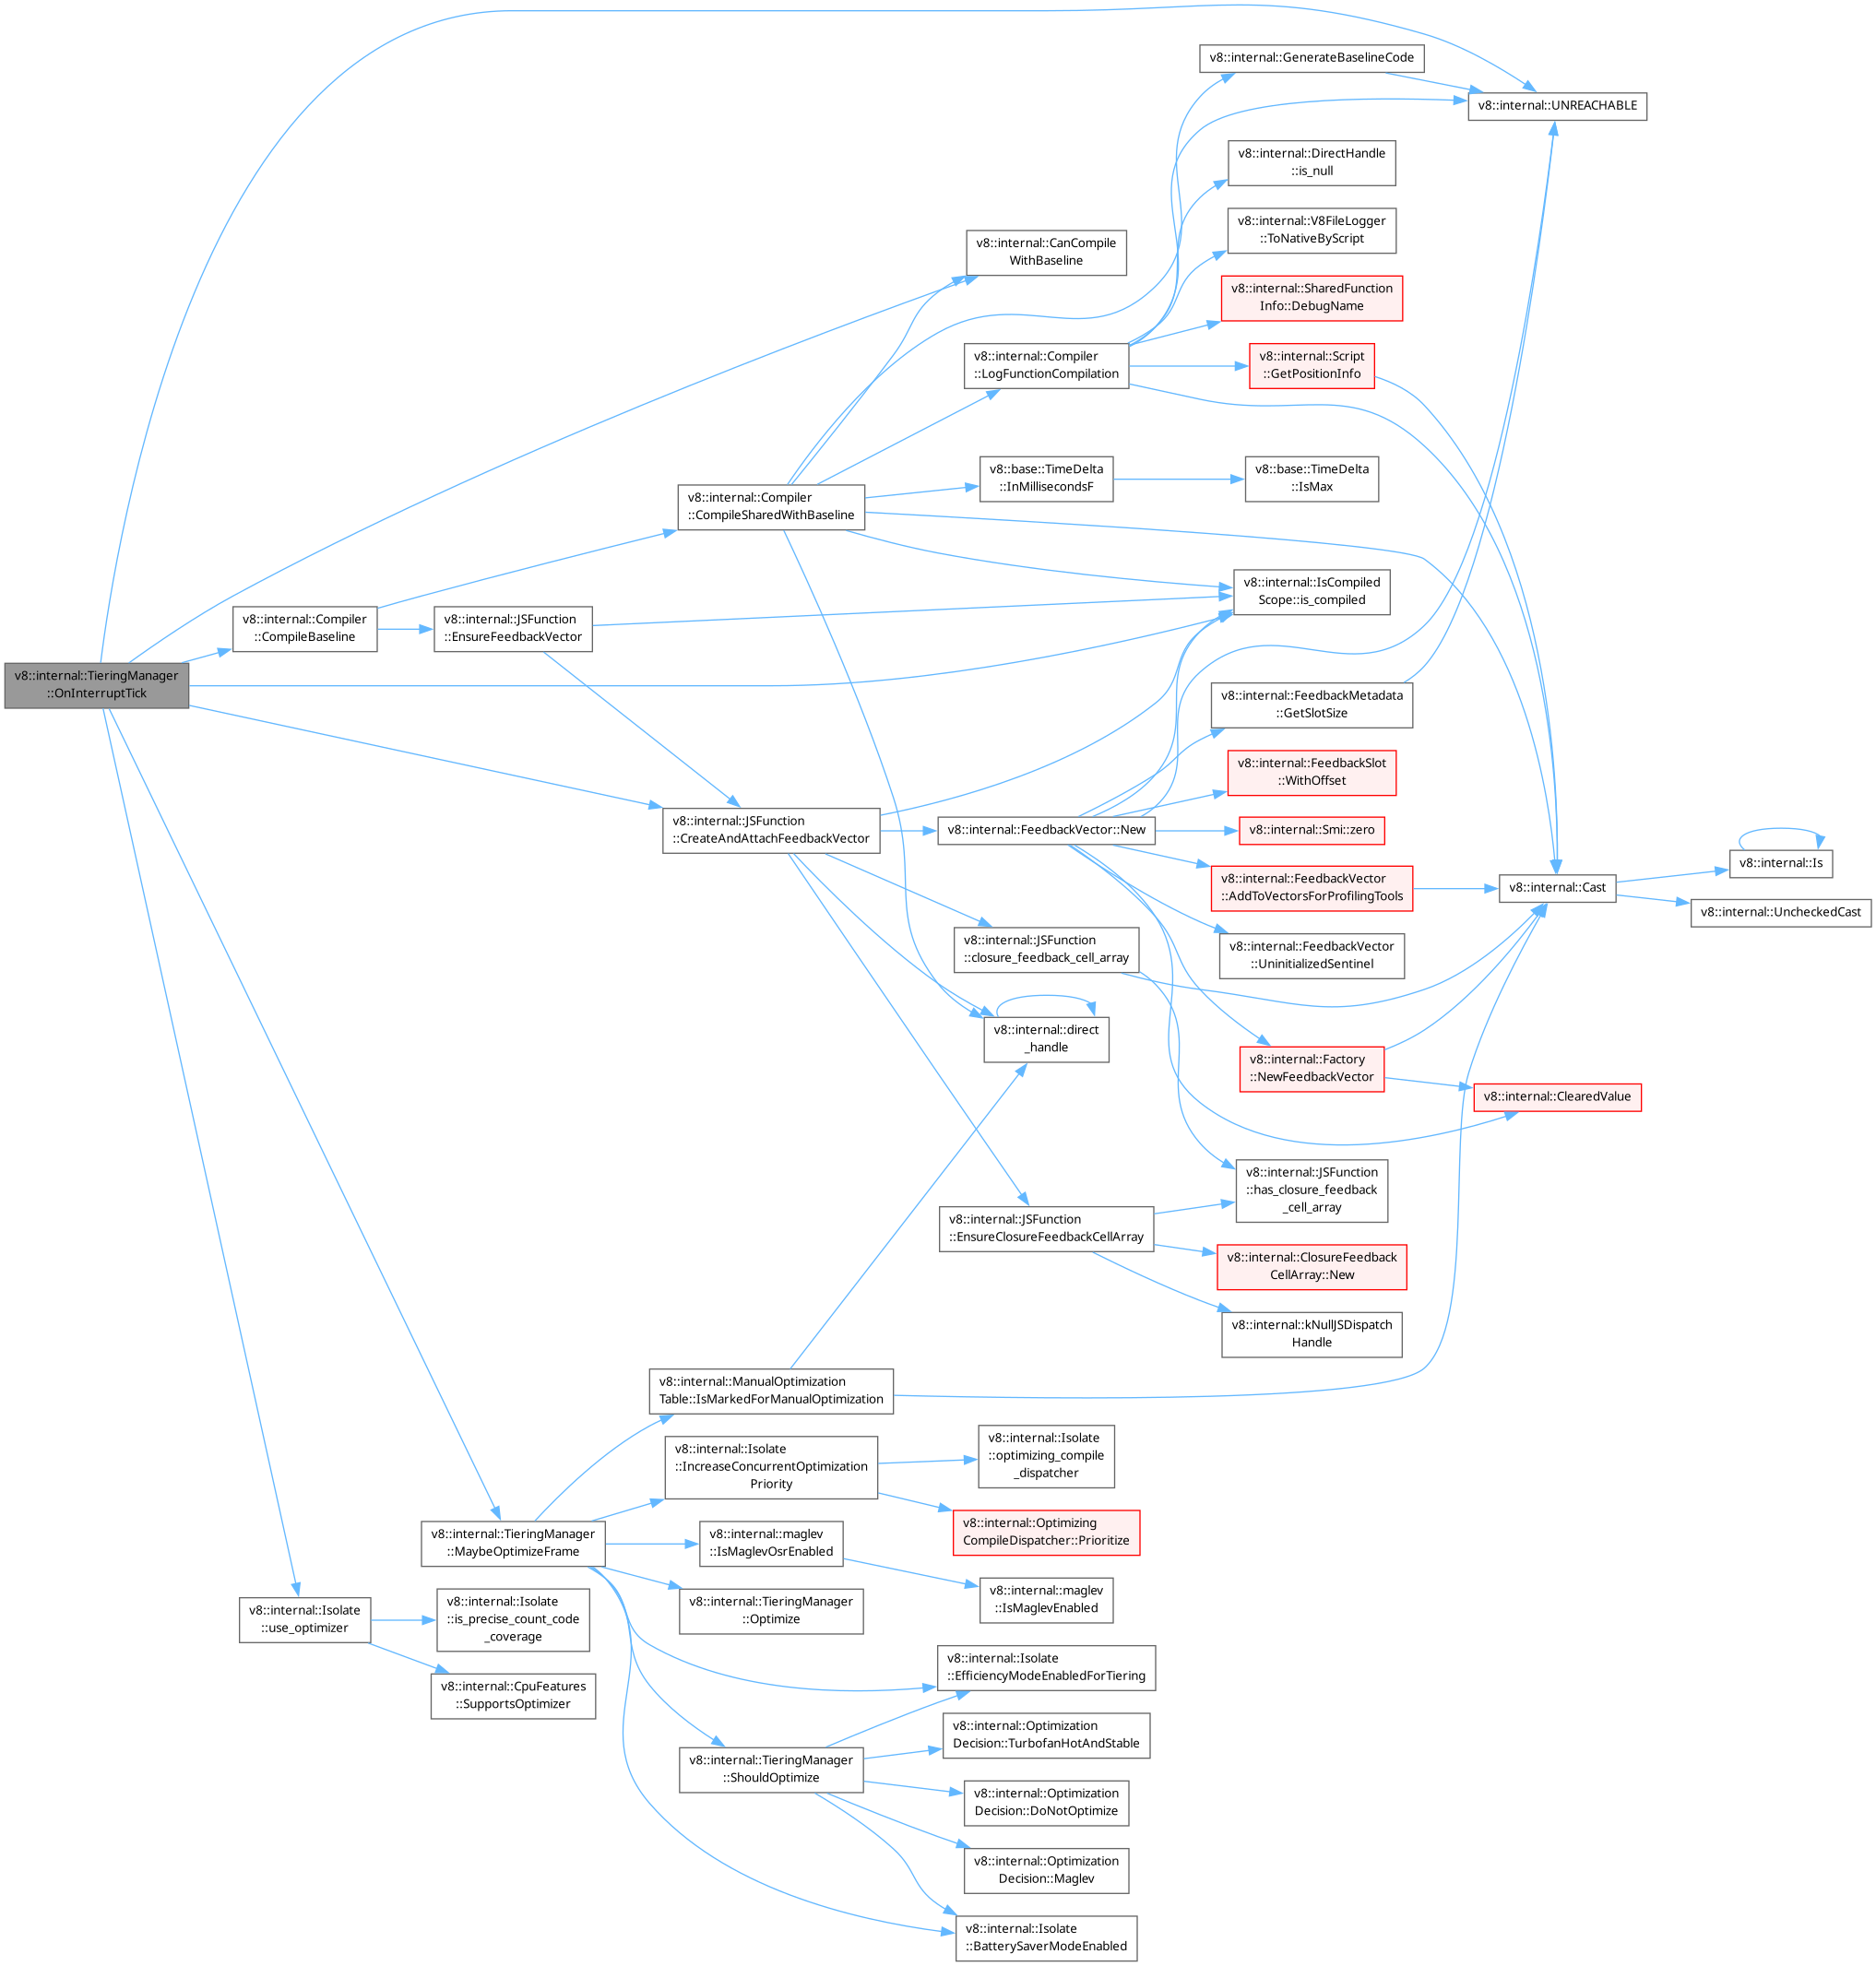 v8::internal::GenerateBaselineCode
v8::internal::UNREACHABLE
v8::internal::DirectHandle
::is_null
v8::internal::V8FileLogger
::ToNativeByScript
v8::internal::CanCompile
WithBaseline
v8::internal::SharedFunction
Info::DebugName
v8::internal::Compiler
::LogFunctionCompilation
v8::internal::Script
::GetPositionInfo
v8::base::TimeDelta
::InMillisecondsF
v8::base::TimeDelta
::IsMax
v8::internal::Compiler
::CompileSharedWithBaseline
v8::internal::IsCompiled
Scope::is_compiled
v8::internal::Compiler
::CompileBaseline
v8::internal::JSFunction
::EnsureFeedbackVector
v8::internal::TieringManager
::OnInterruptTick
v8::internal::FeedbackMetadata
::GetSlotSize
v8::internal::FeedbackSlot
::WithOffset
v8::internal::JSFunction
::CreateAndAttachFeedbackVector
v8::internal::FeedbackVector::New
v8::internal::Smi::zero
v8::internal::Is
v8::internal::FeedbackVector
::AddToVectorsForProfilingTools
v8::internal::Cast
v8::internal::UncheckedCast
v8::internal::JSFunction
::closure_feedback_cell_array
v8::internal::FeedbackVector
::UninitializedSentinel
v8::internal::direct
_handle
v8::internal::Factory
::NewFeedbackVector
v8::internal::ClearedValue
v8::internal::JSFunction
::has_closure_feedback
_cell_array
v8::internal::JSFunction
::EnsureClosureFeedbackCellArray
v8::internal::ClosureFeedback
CellArray::New
v8::internal::kNullJSDispatch
Handle
v8::internal::ManualOptimization
Table::IsMarkedForManualOptimization
v8::internal::Isolate
::IncreaseConcurrentOptimization
Priority
v8::internal::Isolate
::optimizing_compile
_dispatcher
v8::internal::Optimizing
CompileDispatcher::Prioritize
v8::internal::TieringManager
::MaybeOptimizeFrame
v8::internal::maglev
::IsMaglevOsrEnabled
v8::internal::maglev
::IsMaglevEnabled
v8::internal::TieringManager
::Optimize
v8::internal::Isolate
::use_optimizer
v8::internal::Isolate
::is_precise_count_code
_coverage
v8::internal::CpuFeatures
::SupportsOptimizer
v8::internal::Isolate
::EfficiencyModeEnabledForTiering
v8::internal::Optimization
Decision::TurbofanHotAndStable
v8::internal::TieringManager
::ShouldOptimize
v8::internal::Optimization
Decision::DoNotOptimize
v8::internal::Optimization
Decision::Maglev
v8::internal::Isolate
::BatterySaverModeEnabled